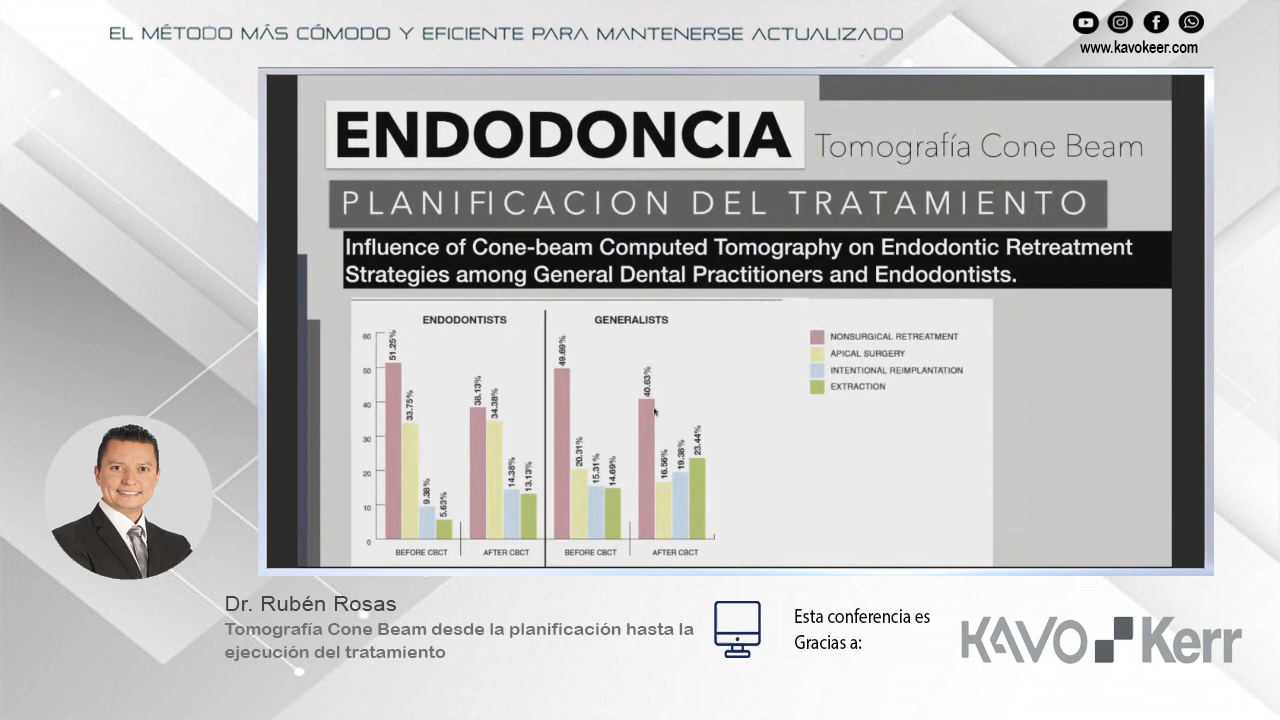 EL MÉTODO MÁS CÓMODO Y EFICIENTE PARA MANTENERSE ACTUALIZADO
www.kavokeer.com
ENDODONCIA Tomografía Cone Beam
PLANIFICACION DEL TRATAMIENTO
Influence of Cone-beam Computed Tomography on Endodontic Retreatment
Strategies among General Dental Practitioners and Endodontists.
ENDODONTISTS
GENERALISTS
60
50
40
30
20
10
0
51.25%
33.75%
9.38%
5.63%
38.13%
34.38%
14.38%
13.13%
49.69%
20.31%
15.31%
14.69%
40.63%
16.56%
19.38%
23.44%
BEFORE CBCT
AFTER CBCT
BEFORE CBCT
AFTER CBCT
NONSURGICAL RETREATMENT
APICAL SURGERY
INTENTIONAL REIMPLANTATION
EXTRACTION
Dr. Rubén Rosas
Tomografía Cone Beam desde la planificación hasta la
ejecución del tratamiento
Esta conferencia es
Gracias a:
KAVO Kerr